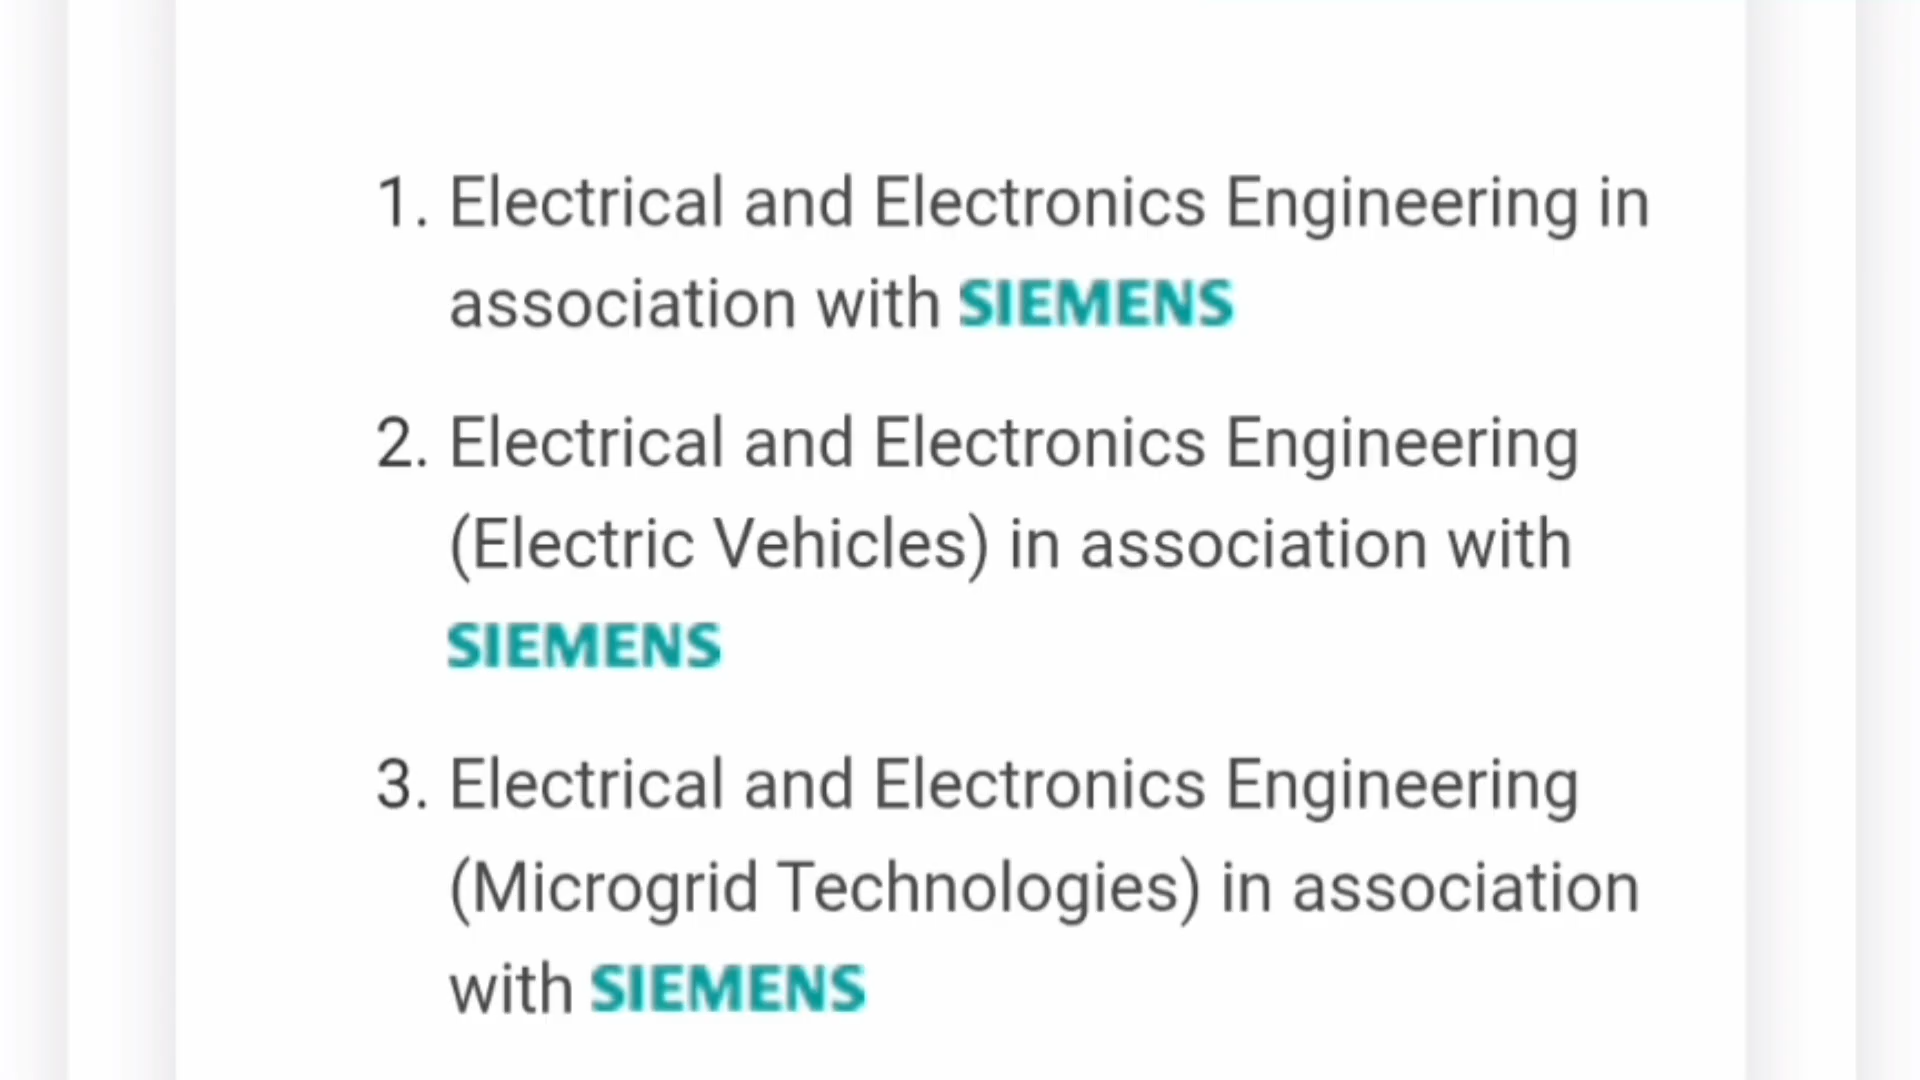 1. Electrical and Electronics Engineering in
association with SIEMENS
2. Electrical and Electronics Engineering
(Electric Vehicles) in association with
SIEMENS
3. Electrical and Electronics Engineering
(Microgrid Technologies) in association
with SIEMENS